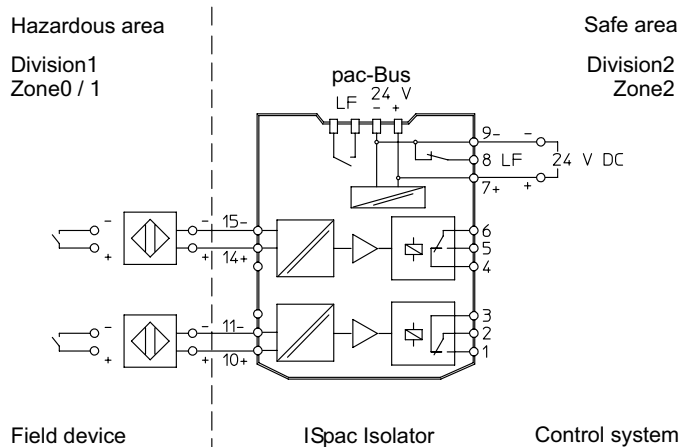 Hazardous area
Safe area
Division1
Zone0 / 1
Division2
Zone2
pac-Bus
LF 24 V
- +
9- -
8 LF 24 V DC
7+ +
- - 15-
+ + 14+
6
5
4
- - 11-
+ + 10+
3
2
1
Field device
ISpac Isolator
Control system